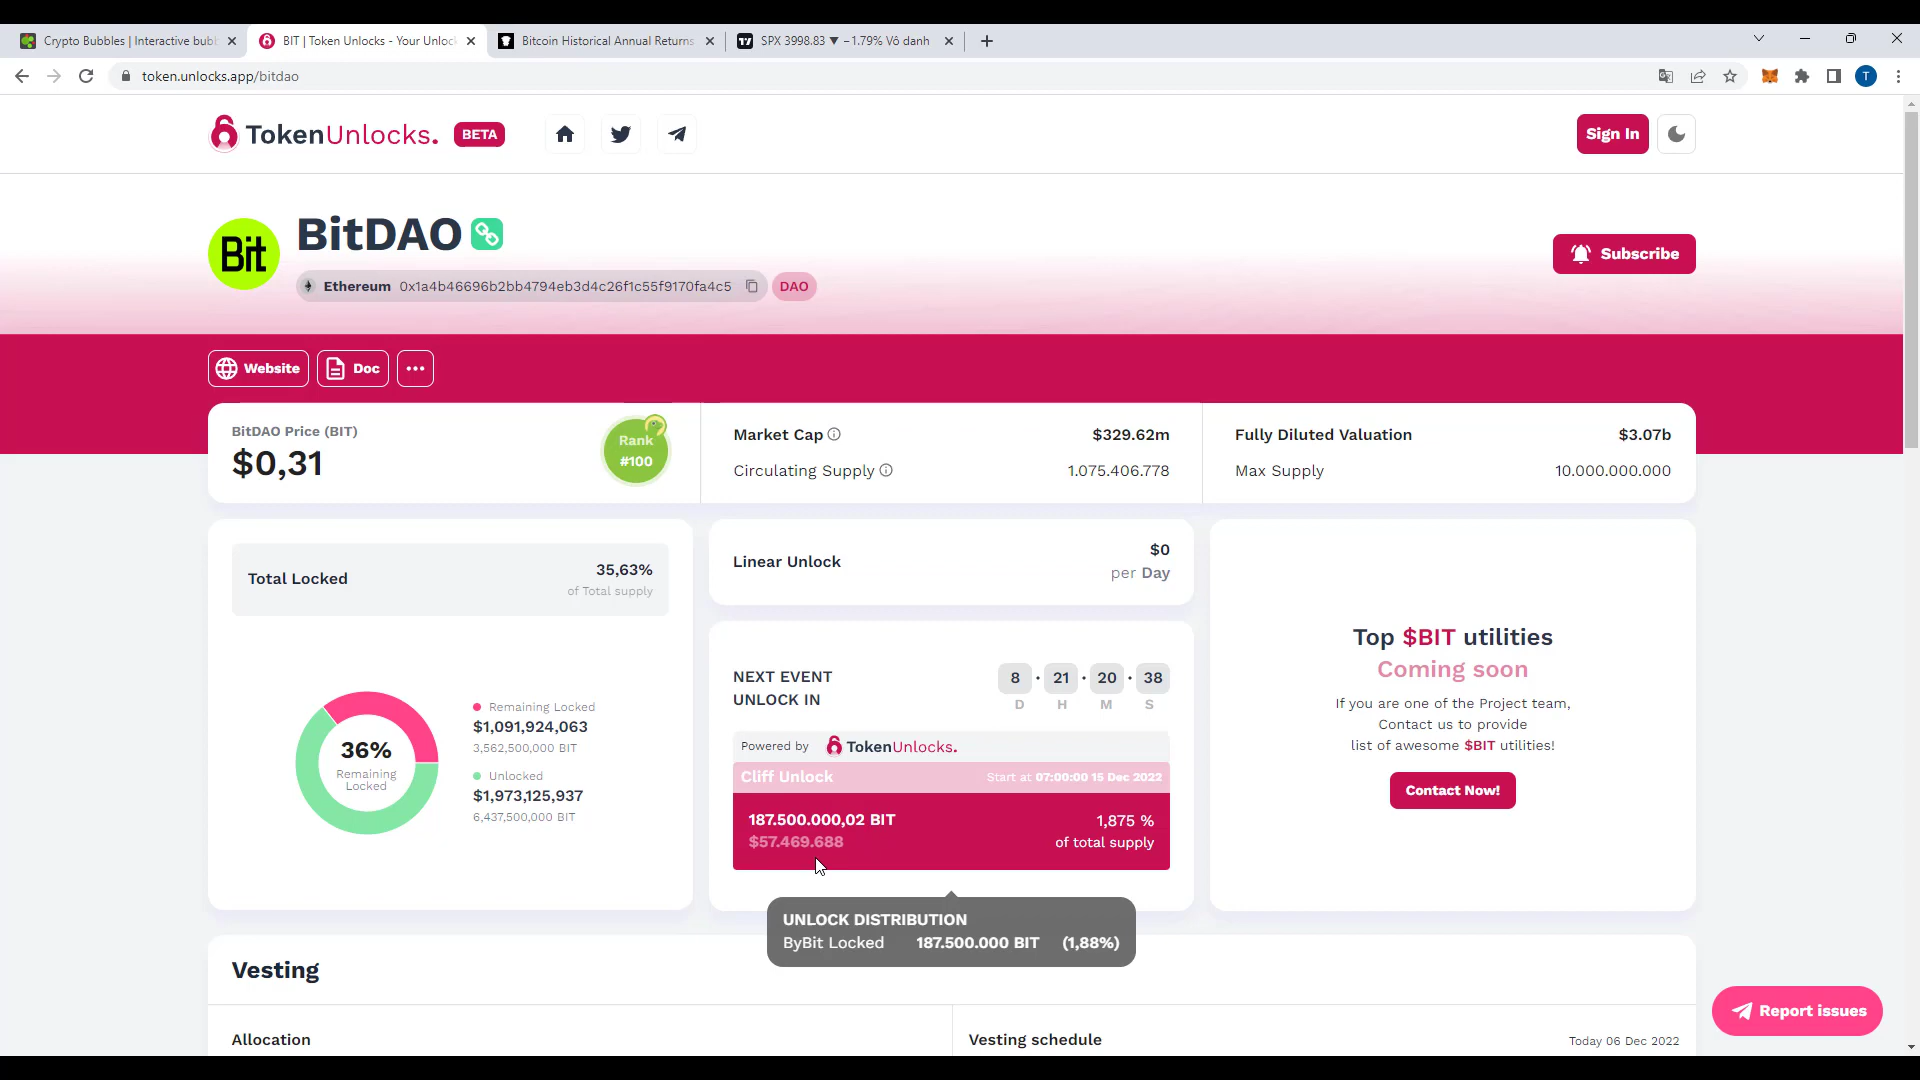 Crypto Bubbles | Interactive bub
BIT | Token Unlocks - Your Unloc
Bitcoin Historical Annual Returns
SPX 3998.83 ▼ −1.79% Vô danh
token.unlocks.app/bitdao
T
TokenUnlocks.
BETA
Sign In
Bit
BitDAO
Ethereum 0x1a4b46696b2bb4794eb3d4c26f1c55f9170fa4c5
DAO
Subscribe
Website
Doc
BitDAO Price (BIT)
$0,31
Rank
#100
Market Cap
$329.62m
Circulating Supply
1.075.406.778
Fully Diluted Valuation
$3.07b
Max Supply
10.000.000.000
Total Locked
35,63%
of Total supply
36%
Remaining
Locked
Remaining Locked
$1,091,924,063
3,562,500,000 BIT
Unlocked
$1,973,125,937
6,437,500,000 BIT
Linear Unlock
$0
per Day
NEXT EVENT
UNLOCK IN
8 · 21 · 20 · 38
D H M S
Powered by TokenUnlocks.
Cliff Unlock
Start at 07:00:00 15 Dec 2022
187.500.000,02 BIT
$57.469.688
1,875 %
of total supply
UNLOCK DISTRIBUTION
ByBit Locked 187.500.000 BIT (1,88%)
Top $BIT utilities
Coming soon
If you are one of the Project team,
Contact us to provide
list of awesome $BIT utilities!
Contact Now!
Vesting
Allocation
Vesting schedule
Today 06 Dec 2022
Report issues